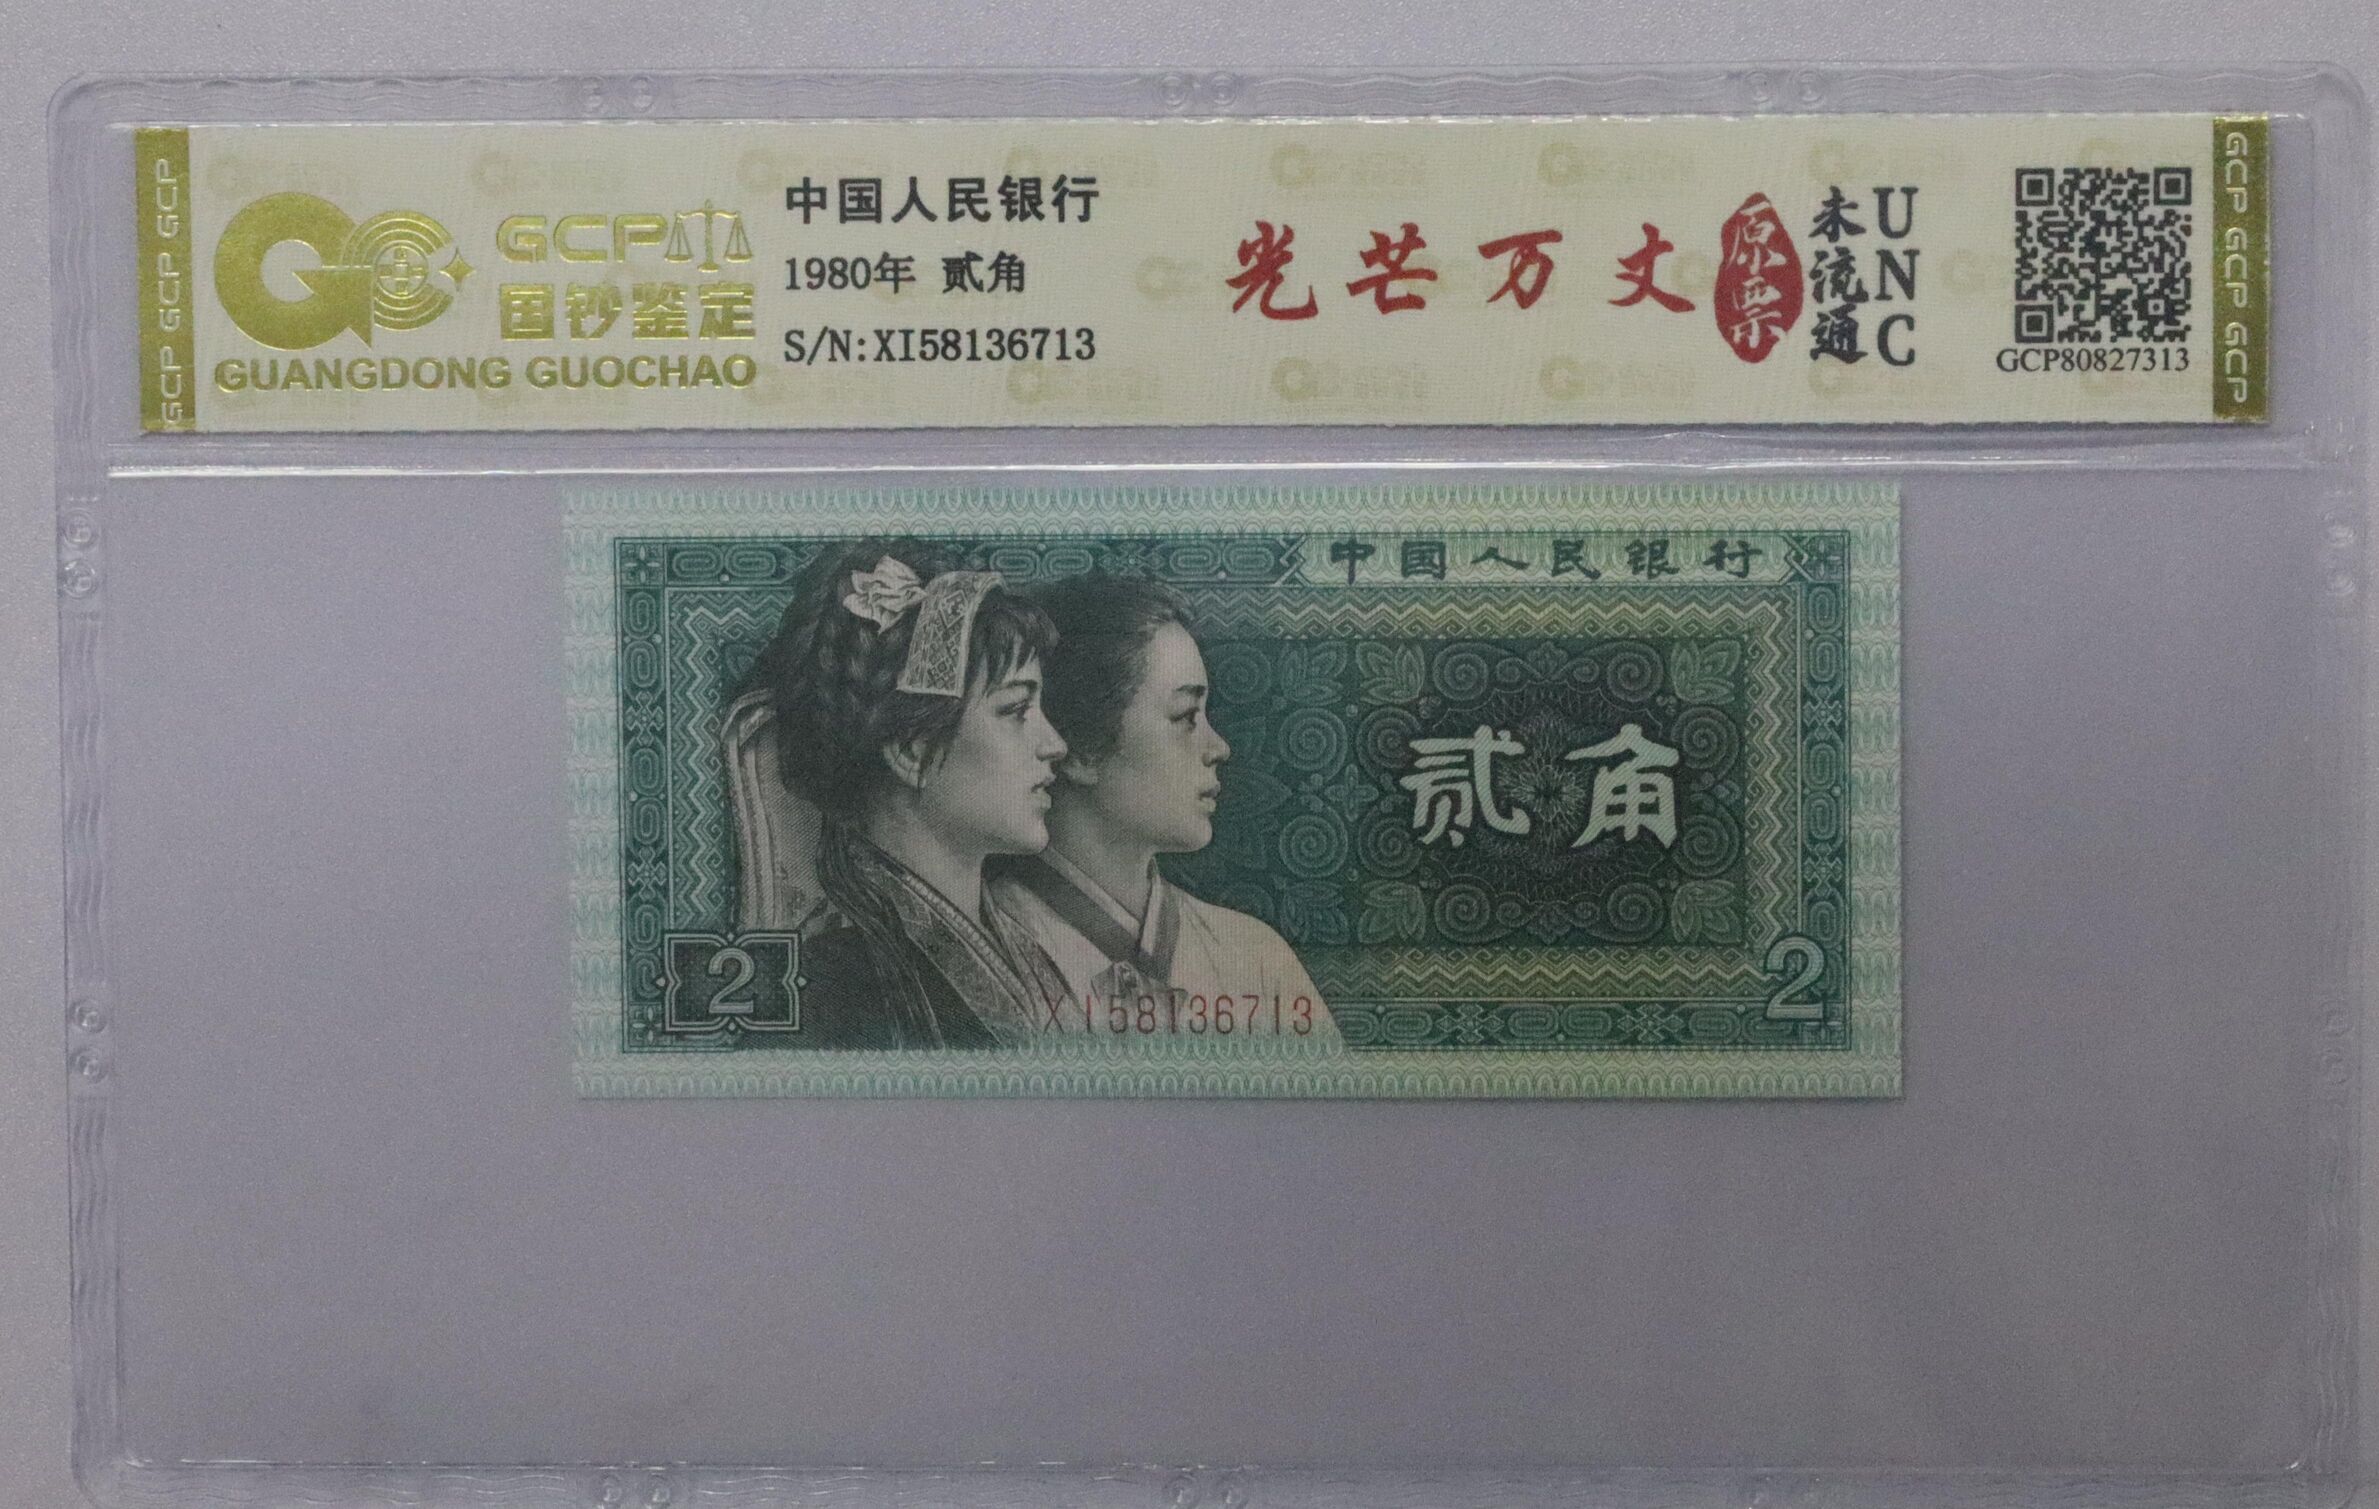 GCP GCP GCP
GCP
国钞鉴定
GUANGDONG GUOCHAO
中国人民银行
1980年 贰角
S/N:XI58136713
光芒万丈
原票
未流通
UNC
GCP80827313
GCP GCP GCP
中国人民银行
贰角
2
XI58136713
2